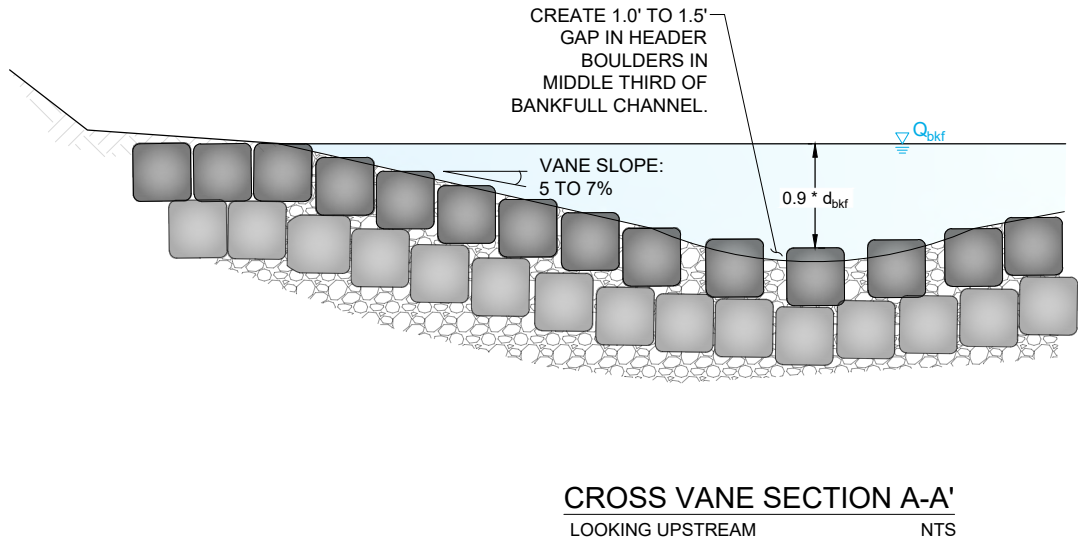 CREATE 1.0' TO 1.5'
GAP IN HEADER
BOULDERS IN
MIDDLE THIRD OF
BANKFULL CHANNEL.
Qbkf
VANE SLOPE:
5 TO 7%
0.9 * dbkf
CROSS VANE SECTION A-A'
LOOKING UPSTREAM NTS